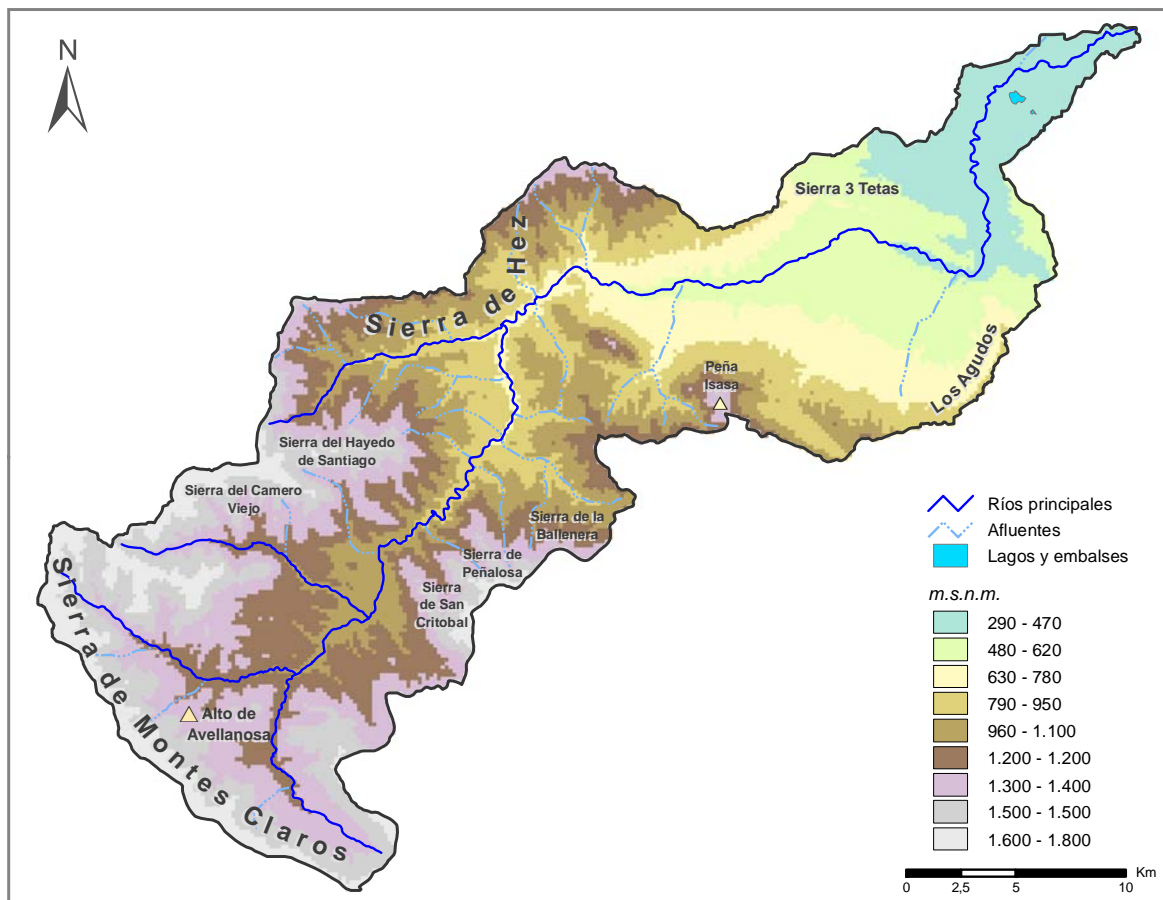 N
Sierra 3 Tetas
Sierra de Hez
Peña
Isasa
Los Agudos
Sierra del Hayedo
de Santiago
Sierra del Camero
Viejo
Sierra de la
Ballenera
Sierra de
Peñalosa
Sierra
de San
Critobal
Sierra de Montes Claros
Alto de
Avellanosa
Ríos principales
Afluentes
Lagos y embalses
m.s.n.m.
290 - 470
480 - 620
630 - 780
790 - 950
960 - 1.100
1.200 - 1.200
1.300 - 1.400
1.500 - 1.500
1.600 - 1.800
Km
0 2,5 5 10